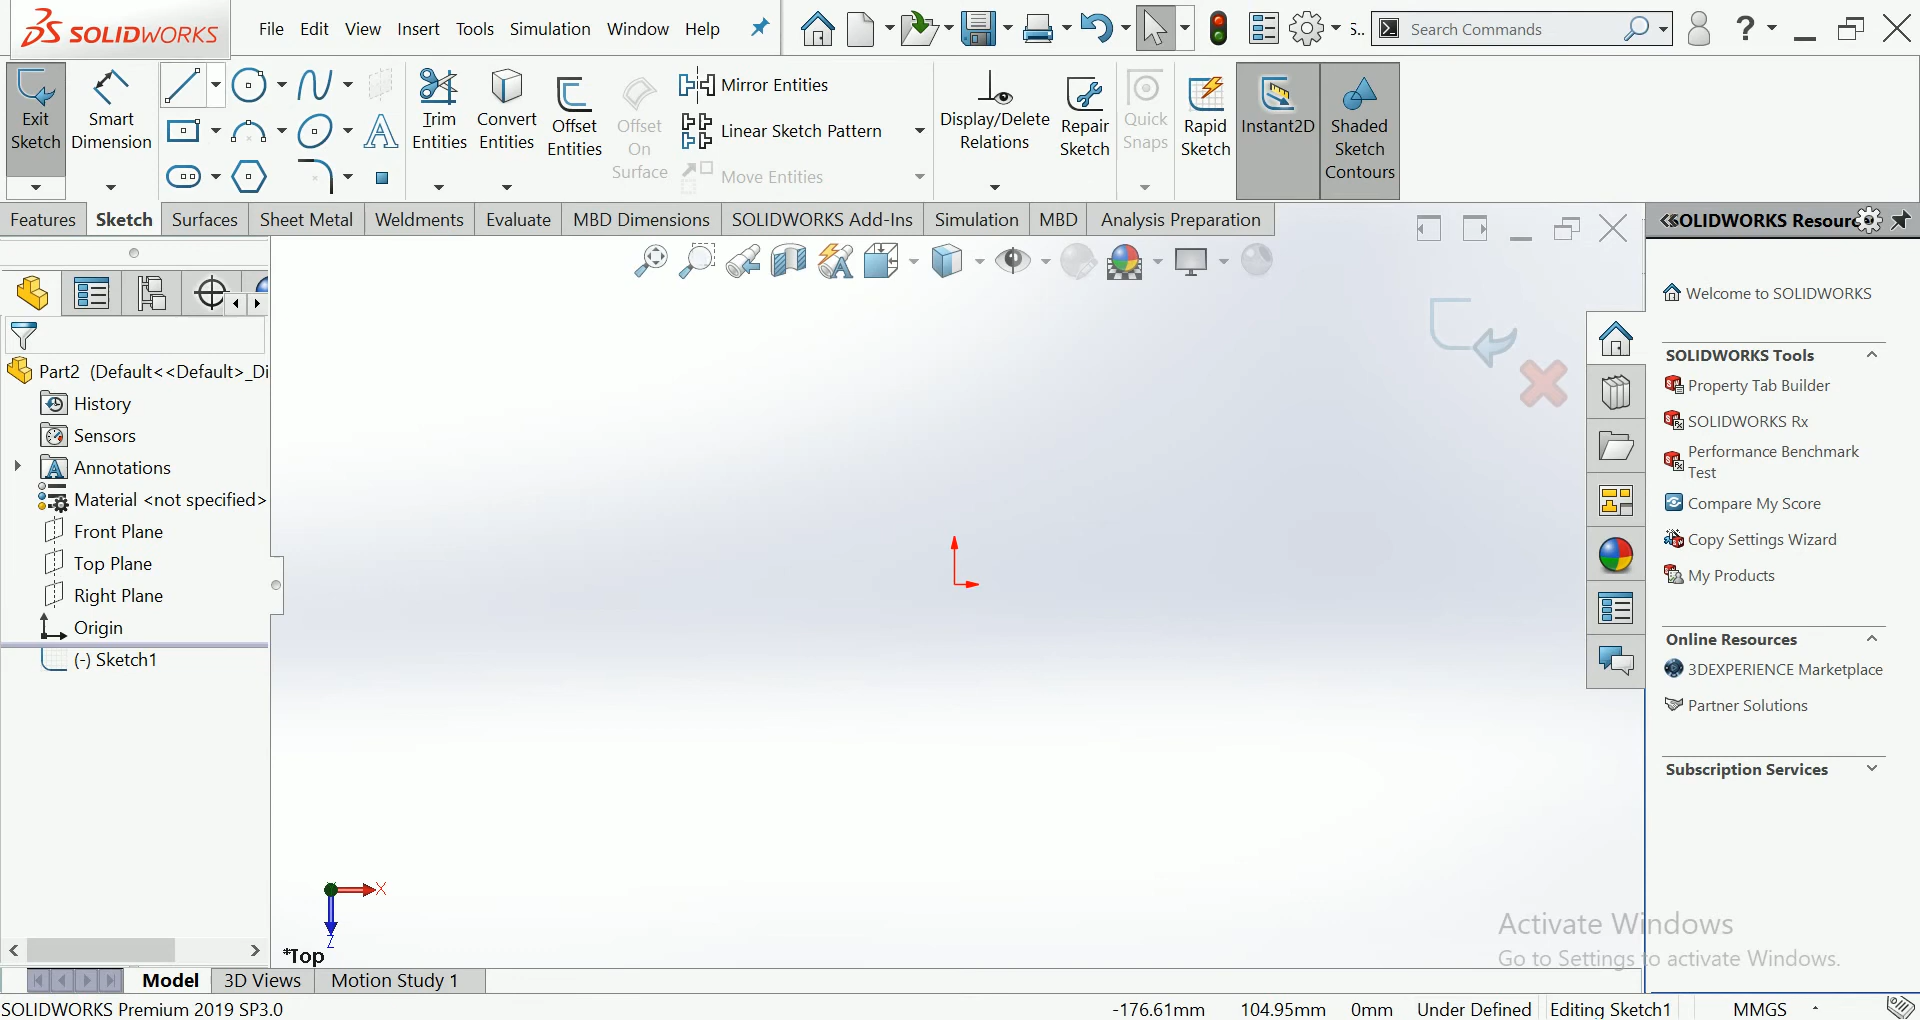 SOLIDWORKS File Edit View Insert Tools Simulation Window Help S.. Search Commands ?
Exit Sketch
Smart Dimension
Trim Entities
Convert Entities
Offset Entities
Offset On Surface
Mirror Entities
Linear Sketch Pattern
Move Entities
Display/Delete Relations
Repair Sketch
Quick Snaps
Rapid Sketch
Instant2D
Shaded Sketch Contours
Features Sketch Surfaces Sheet Metal Weldments Evaluate MBD Dimensions SOLIDWORKS Add-Ins Simulation MBD Analysis Preparation
Part2 (Default<<Default>_Di
History
Sensors
Annotations
Material <not specified>
Front Plane
Top Plane
Right Plane
Origin
(-) Sketch1
X
Z
*Top
OLIDWORKS Resour
Welcome to SOLIDWORKS
SOLIDWORKS Tools
Property Tab Builder
SOLIDWORKS Rx
Performance Benchmark
Test
Compare My Score
Copy Settings Wizard
My Products
Online Resources
3DEXPERIENCE Marketplace
Partner Solutions
Subscription Services
Activate Windows
Go to Settings to activate Windows.
Model 3D Views Motion Study 1
SOLIDWORKS Premium 2019 SP3.0 -176.61mm 104.95mm 0mm Under Defined Editing Sketch1 MMGS